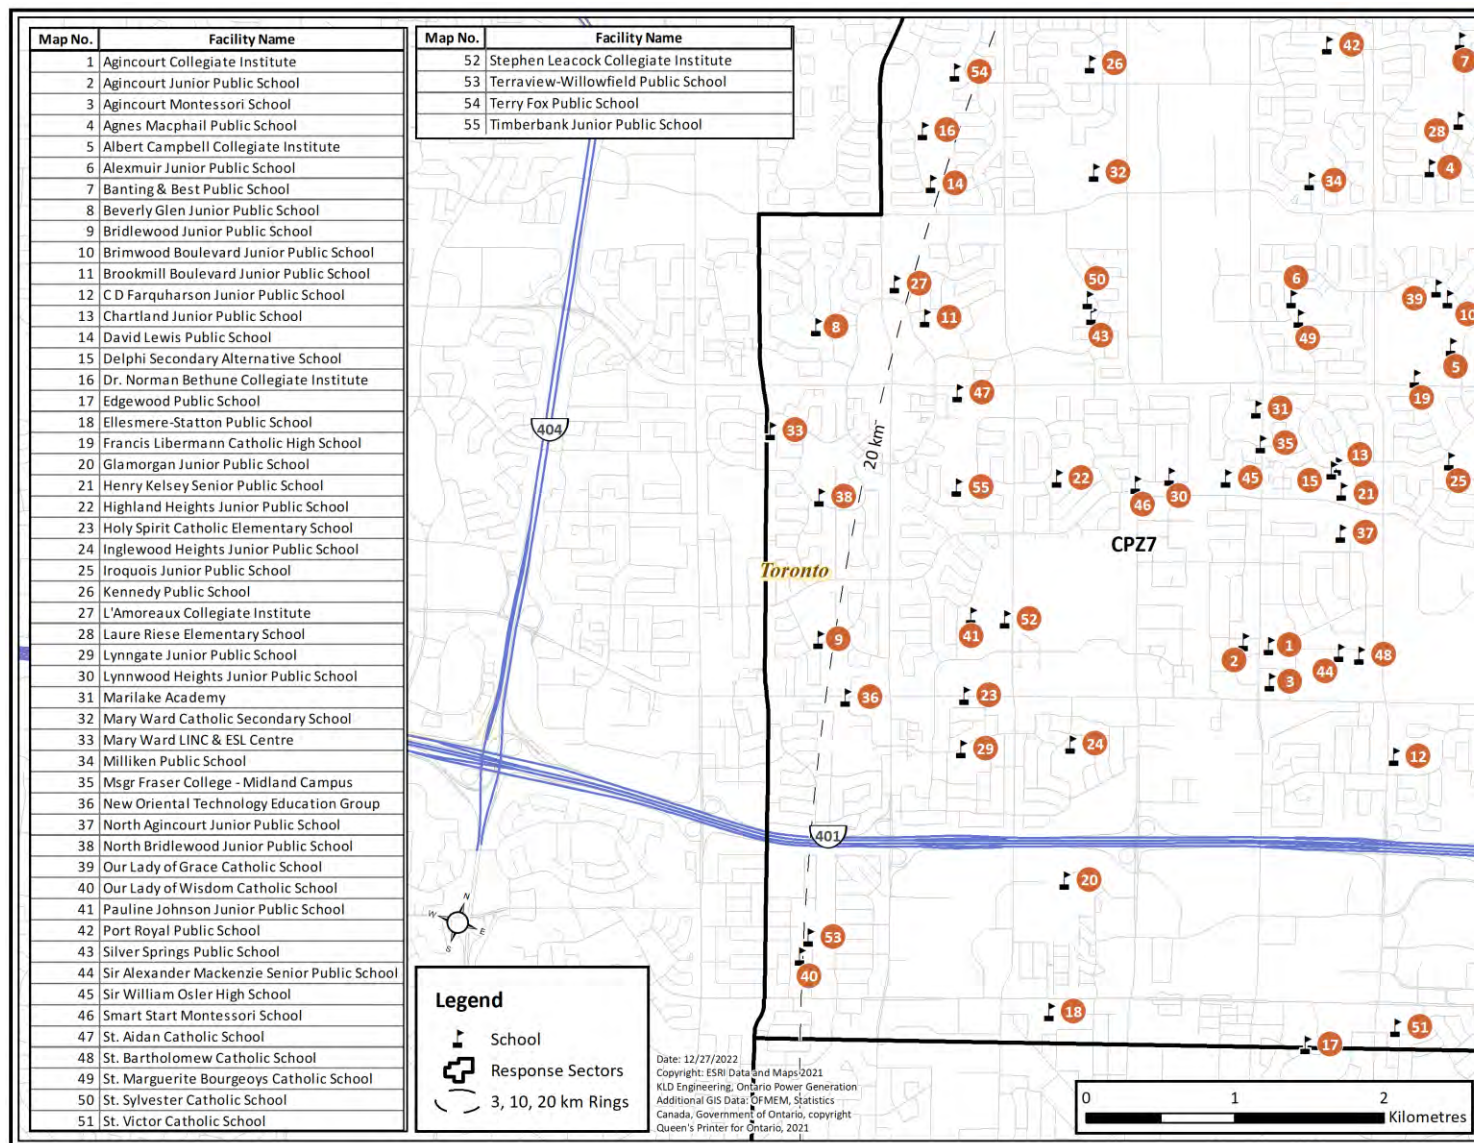 Map No. Facility Name
1 Agincourt Collegiate Institute
2 Agincourt Junior Public School
3 Agincourt Montessori School
4 Agnes Macphail Public School
5 Albert Campbell Collegiate Institute
6 Alexmuir Junior Public School
7 Banting & Best Public School
8 Beverly Glen Junior Public School
9 Bridlewood Junior Public School
10 Brimwood Boulevard Junior Public School
11 Brookmill Boulevard Junior Public School
12 C D Farquharson Junior Public School
13 Chartland Junior Public School
14 David Lewis Public School
15 Delphi Secondary Alternative School
16 Dr. Norman Bethune Collegiate Institute
17 Edgewood Public School
18 Ellesmere-Statton Public School
19 Francis Libermann Catholic High School
20 Glamorgan Junior Public School
21 Henry Kelsey Senior Public School
22 Highland Heights Junior Public School
23 Holy Spirit Catholic Elementary School
24 Inglewood Heights Junior Public School
25 Iroquois Junior Public School
26 Kennedy Public School
27 L'Amoreaux Collegiate Institute
28 Laure Riese Elementary School
29 Lynngate Junior Public School
30 Lynnwood Heights Junior Public School
31 Marilake Academy
32 Mary Ward Catholic Secondary School
33 Mary Ward LINC & ESL Centre
34 Milliken Public School
35 Msgr Fraser College - Midland Campus
36 New Oriental Technology Education Group
37 North Agincourt Junior Public School
38 North Bridlewood Junior Public School
39 Our Lady of Grace Catholic School
40 Our Lady of Wisdom Catholic School
41 Pauline Johnson Junior Public School
42 Port Royal Public School
43 Silver Springs Public School
44 Sir Alexander Mackenzie Senior Public School
45 Sir William Osler High School
46 Smart Start Montessori School
47 St. Aidan Catholic School
48 St. Bartholomew Catholic School
49 St. Marguerite Bourgeoys Catholic School
50 St. Sylvester Catholic School
51 St. Victor Catholic School
Map No. Facility Name
52 Stephen Leacock Collegiate Institute
53 Terraview-Willowfield Public School
54 Terry Fox Public School
55 Timberbank Junior Public School
42
7
26
54
16
28
4
32
34
14
50
6
27
39
10
11
8
43
49
5
47
19
404
33
31
20 km
35
13
55
22
45
15
25
38
46
30
21
37
CPZ7
Toronto
52
41
9
1
2
48
44
3
36
23
29
24
12
401
20
53
40
18
51
17
N
W
E
S
Legend
School
Response Sectors
3, 10, 20 km Rings
Date: 12/27/2022
Copyright: ESRI Data and Maps 2021
KLD Engineering, Ontario Power Generation
Additional GIS Data: OFMEM, Statistics
Canada, Government of Ontario, copyright
Queen's Printer for Ontario, 2021
0 1 2
Kilometres